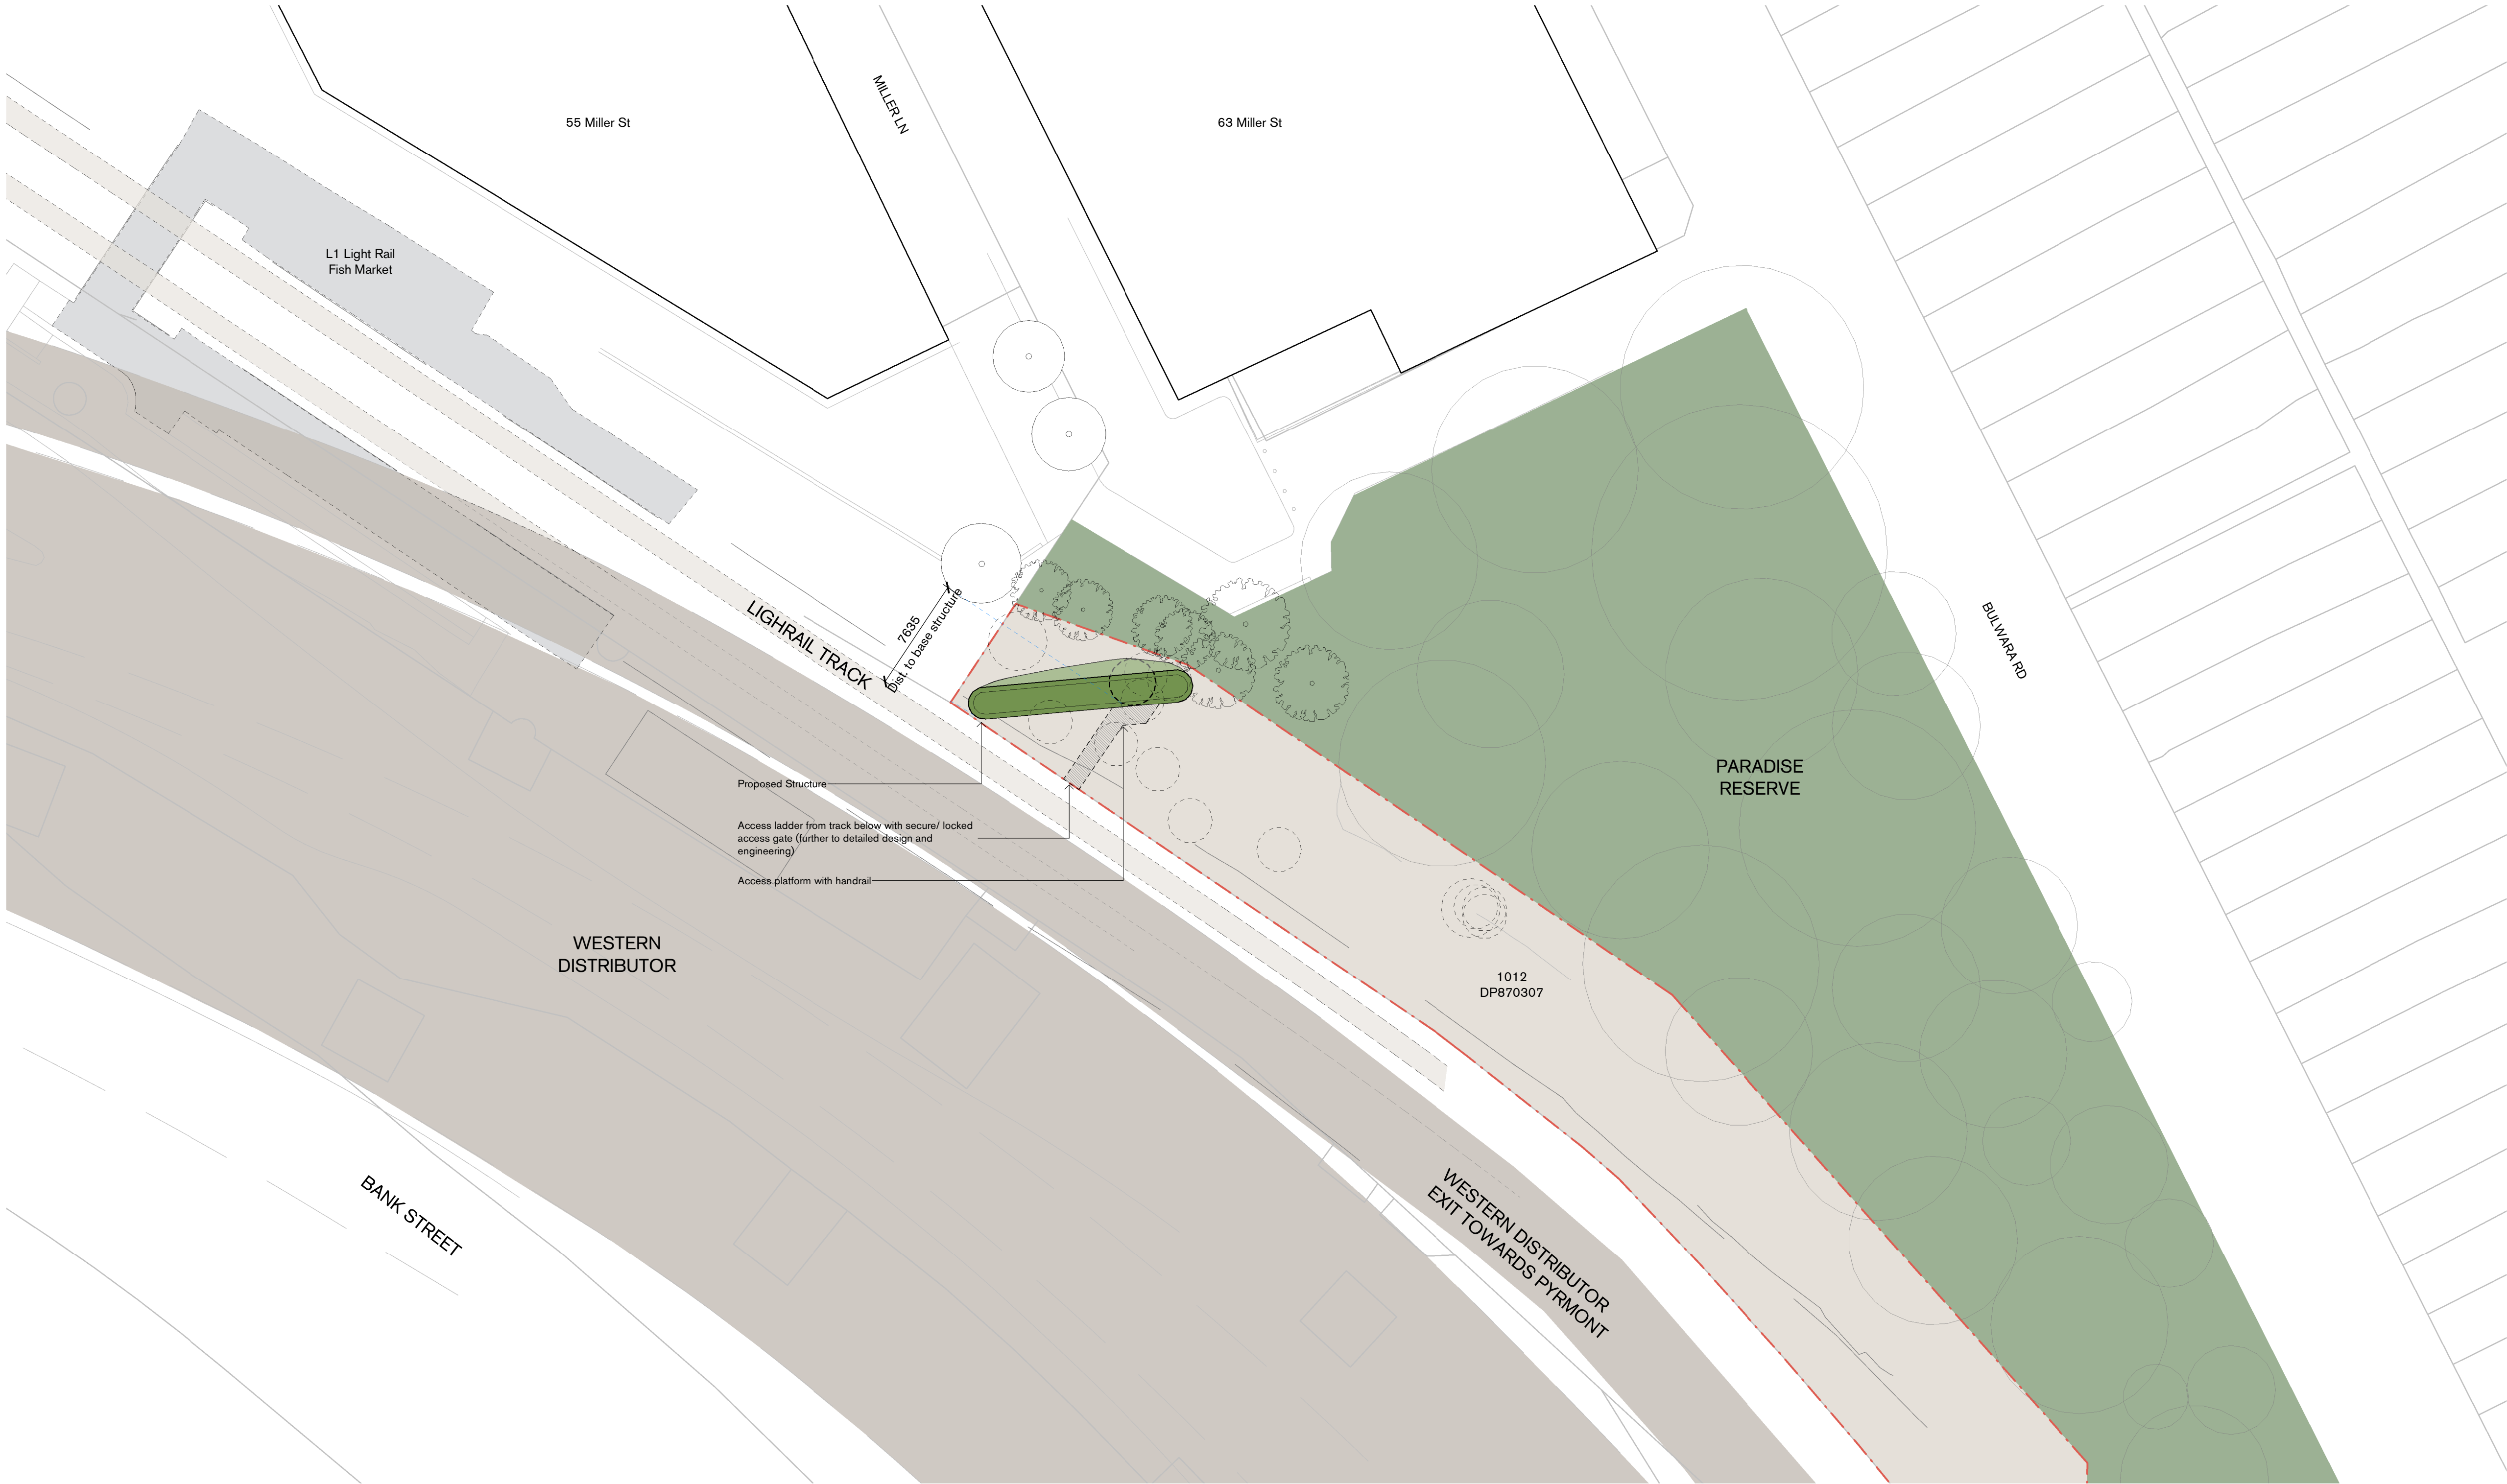 55 Miller St
MILLER LN
63 Miller St
L1 Light Rail
Fish Market
LIGHRAIL TRACK
7635
Dist. to base structure
BULWARA RD
PARADISE
RESERVE
Proposed Structure
Access ladder from track below with secure/ locked
access gate (further to detailed design and
engineering)
Access platform with handrail
WESTERN
DISTRIBUTOR
1012
DP870307
BANK STREET
WESTERN DISTRIBUTOR
EXIT TOWARDS PYRMONT